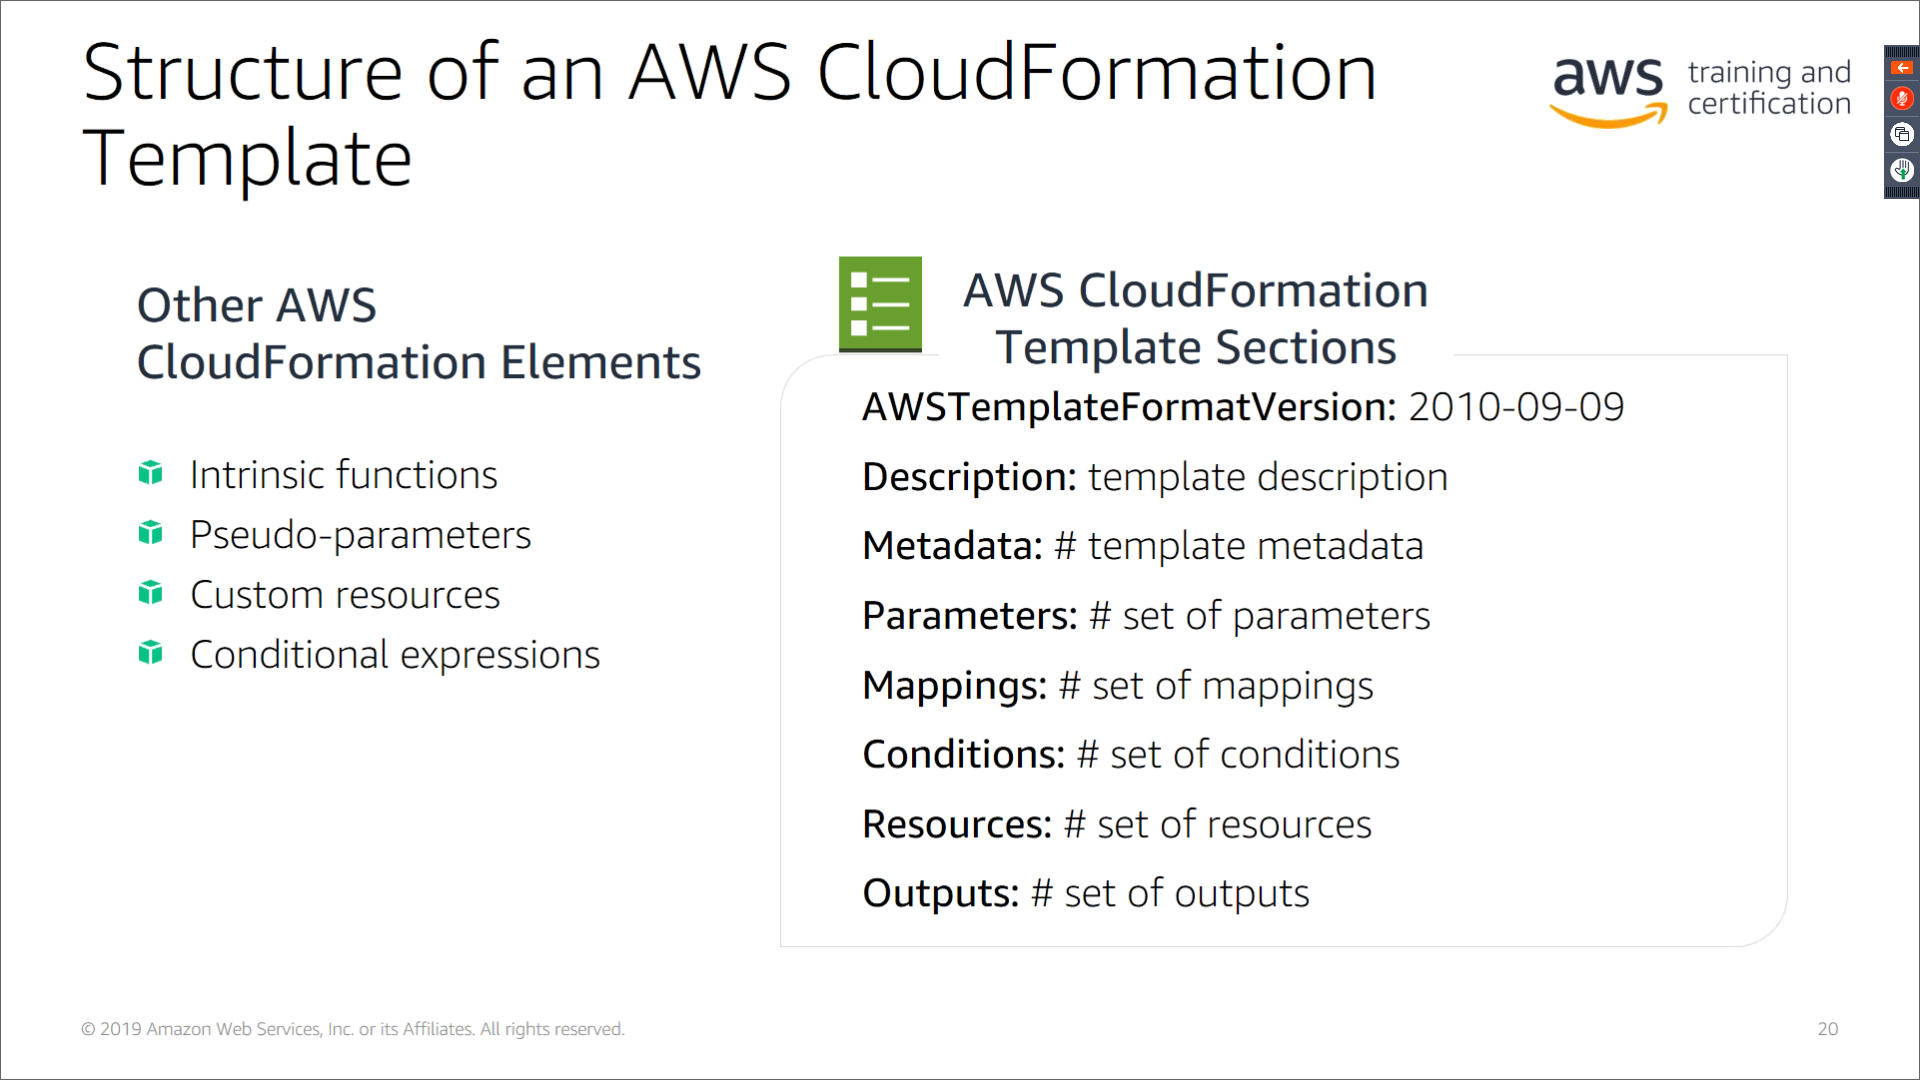 Structure of an AWS CloudFormation
Template
aws training and
certification
Other AWS
CloudFormation Elements
Intrinsic functions
Pseudo-parameters
Custom resources
Conditional expressions
AWS CloudFormation
Template Sections
AWSTemplateFormatVersion: 2010-09-09
Description: template description
Metadata: # template metadata
Parameters: # set of parameters
Mappings: # set of mappings
Conditions: # set of conditions
Resources: # set of resources
Outputs: # set of outputs
© 2019 Amazon Web Services, Inc. or its Affiliates. All rights reserved.
20